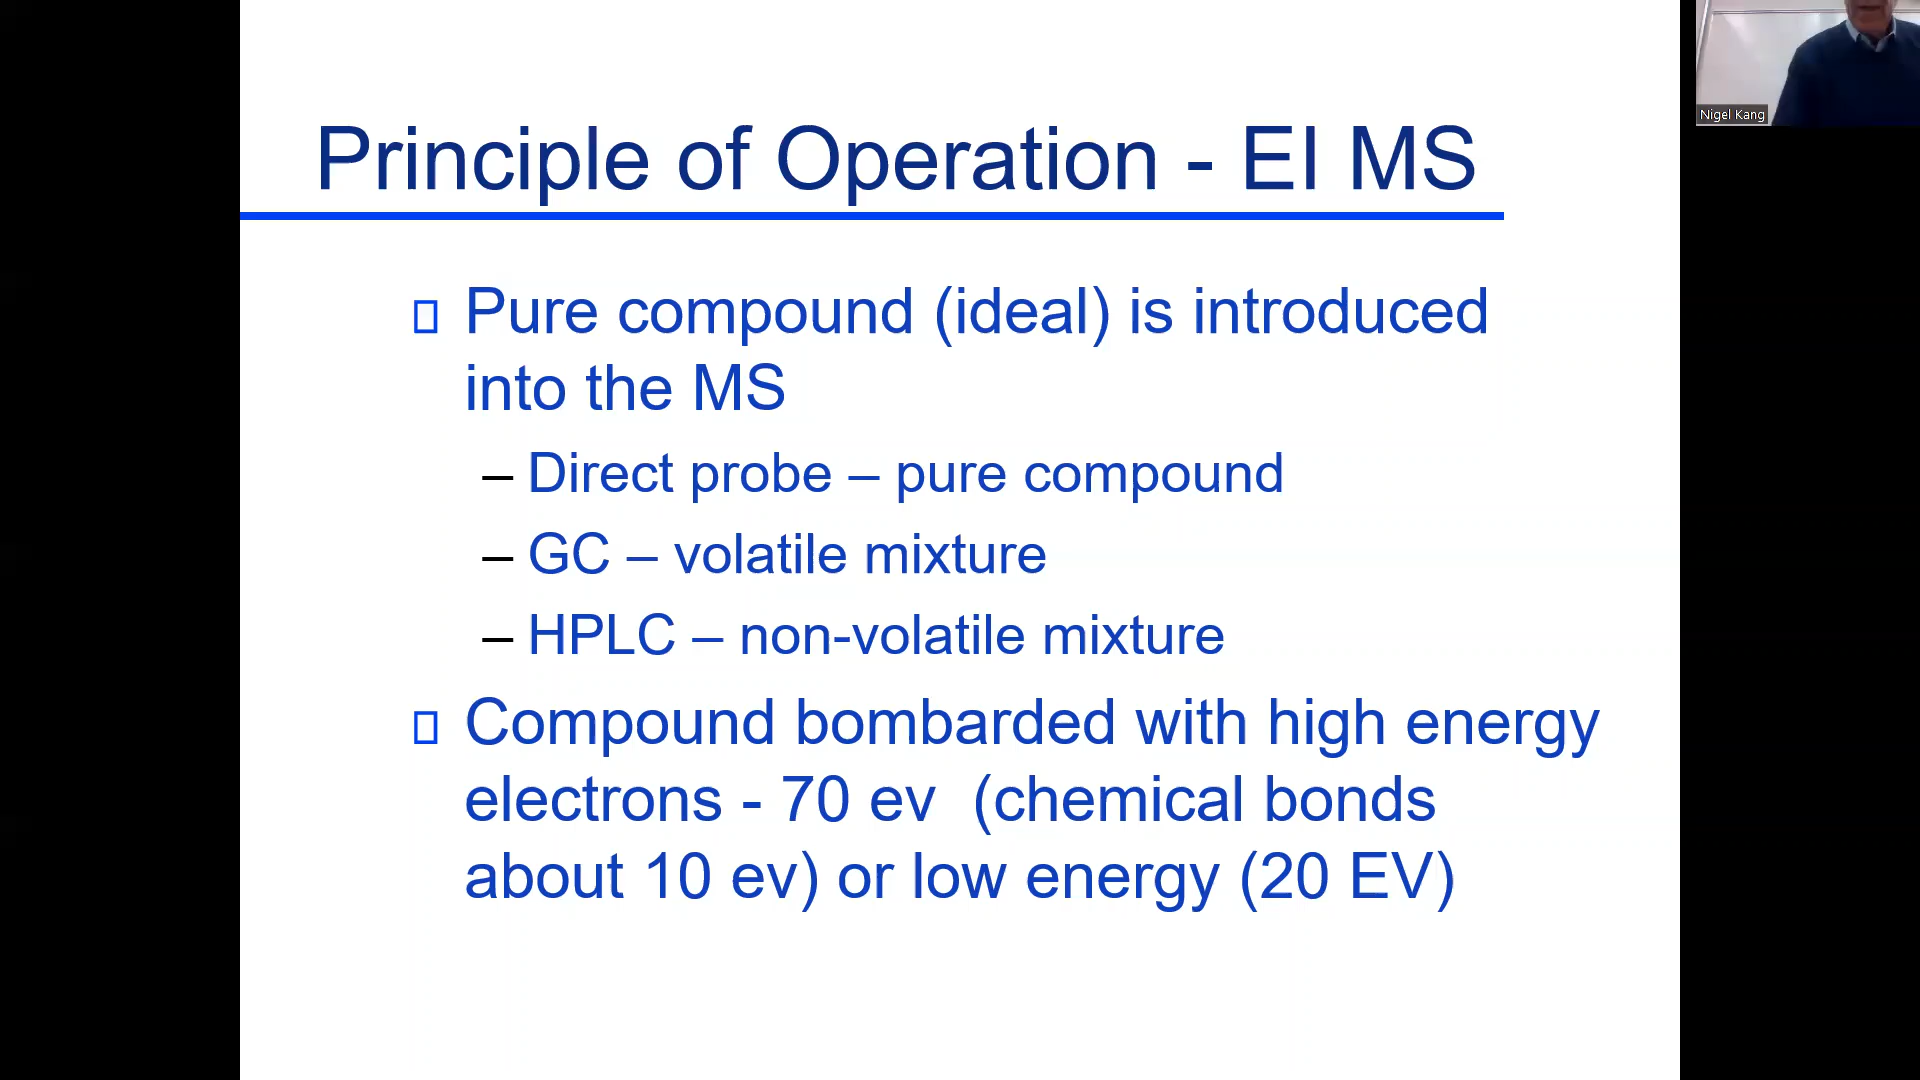 Principle of Operation - EI MS
Pure compound (ideal) is introduced
into the MS
– Direct probe – pure compound
– GC – volatile mixture
– HPLC – non-volatile mixture
Compound bombarded with high energy
electrons - 70 ev (chemical bonds
about 10 ev) or low energy (20 EV)
Nigel Kang